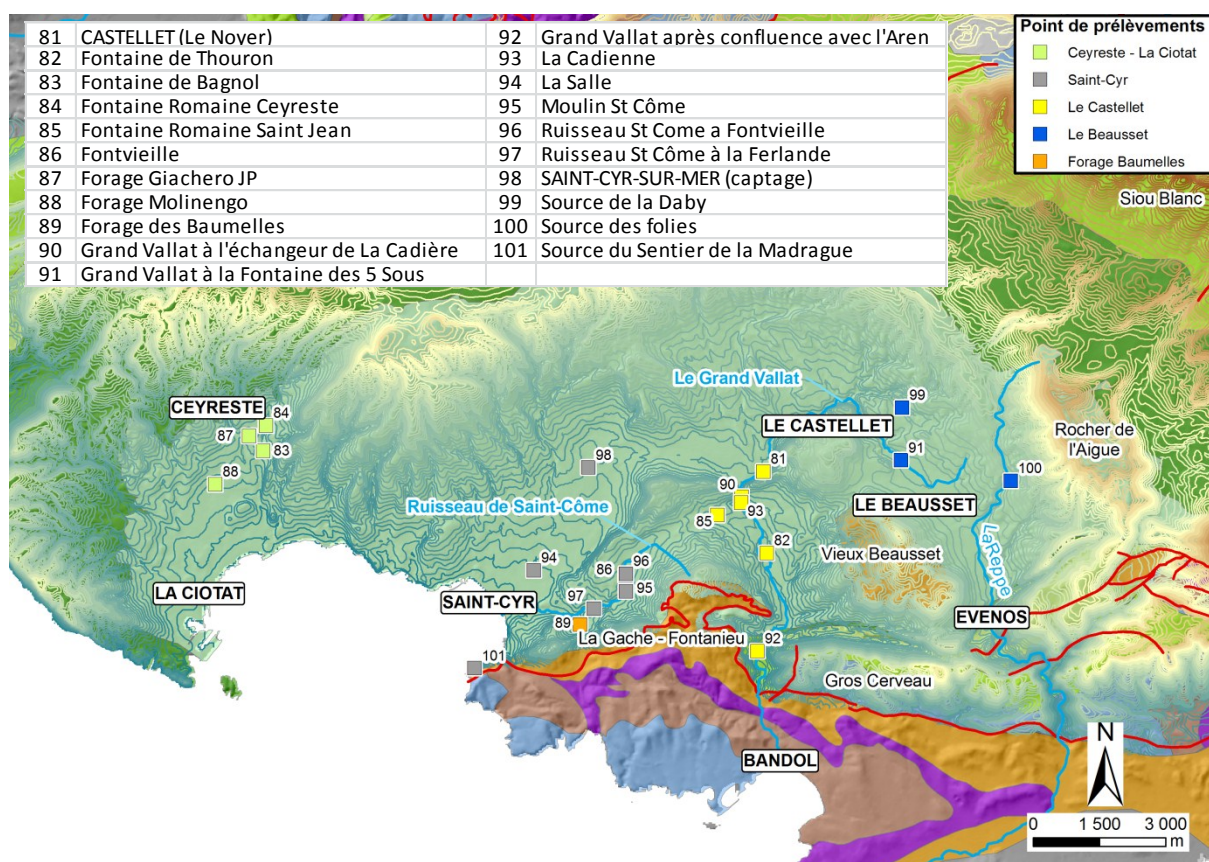 81 CASTELLET (Le Noyer) 92 Grand Vallat après confluence avec l'Aren
82 Fontaine de Thouron 93 La Cadienne
83 Fontaine de Bagnol 94 La Salle
84 Fontaine Romaine Ceyreste 95 Moulin St Côme
85 Fontaine Romaine Saint Jean 96 Ruisseau St Come a Fontvieille
86 Fontvieille 97 Ruisseau St Côme à la Ferlande
87 Forage Giachero JP 98 SAINT-CYR-SUR-MER (captage)
88 Forage Molinengo 99 Source de la Daby
89 Forage des Baumelles 100 Source des folies
90 Grand Vallat à l'échangeur de La Cadière 101 Source du Sentier de la Madrague
91 Grand Vallat à la Fontaine des 5 Sous
Point de prélèvements
Ceyreste - La Ciotat
Saint-Cyr
Le Castellet
Le Beausset
Forage Baumelles
Siou Blanc
Le Grand Vallat
CEYRESTE
84
99
87
LE CASTELLET
Rocher de
l'Aigue
83
98
81
91
88
90
100
Ruisseau de Saint-Côme
93
LE BEAUSSET
85
82
Vieux Beausset
LaReppe
94
86
96
95
LA CIOTAT
SAINT-CYR
97
EVENOS
89
La Gache - Fontanieu
92
101
Gros Cerveau
N
BANDOL
0 1 500 3 000
m